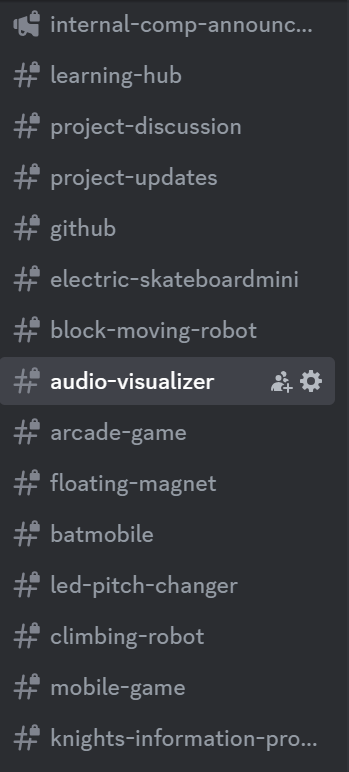 internal-comp-announc...
learning-hub
project-discussion
project-updates
github
electric-skateboardmini
block-moving-robot
audio-visualizer
arcade-game
floating-magnet
batmobile
led-pitch-changer
climbing-robot
mobile-game
knights-information-pro...